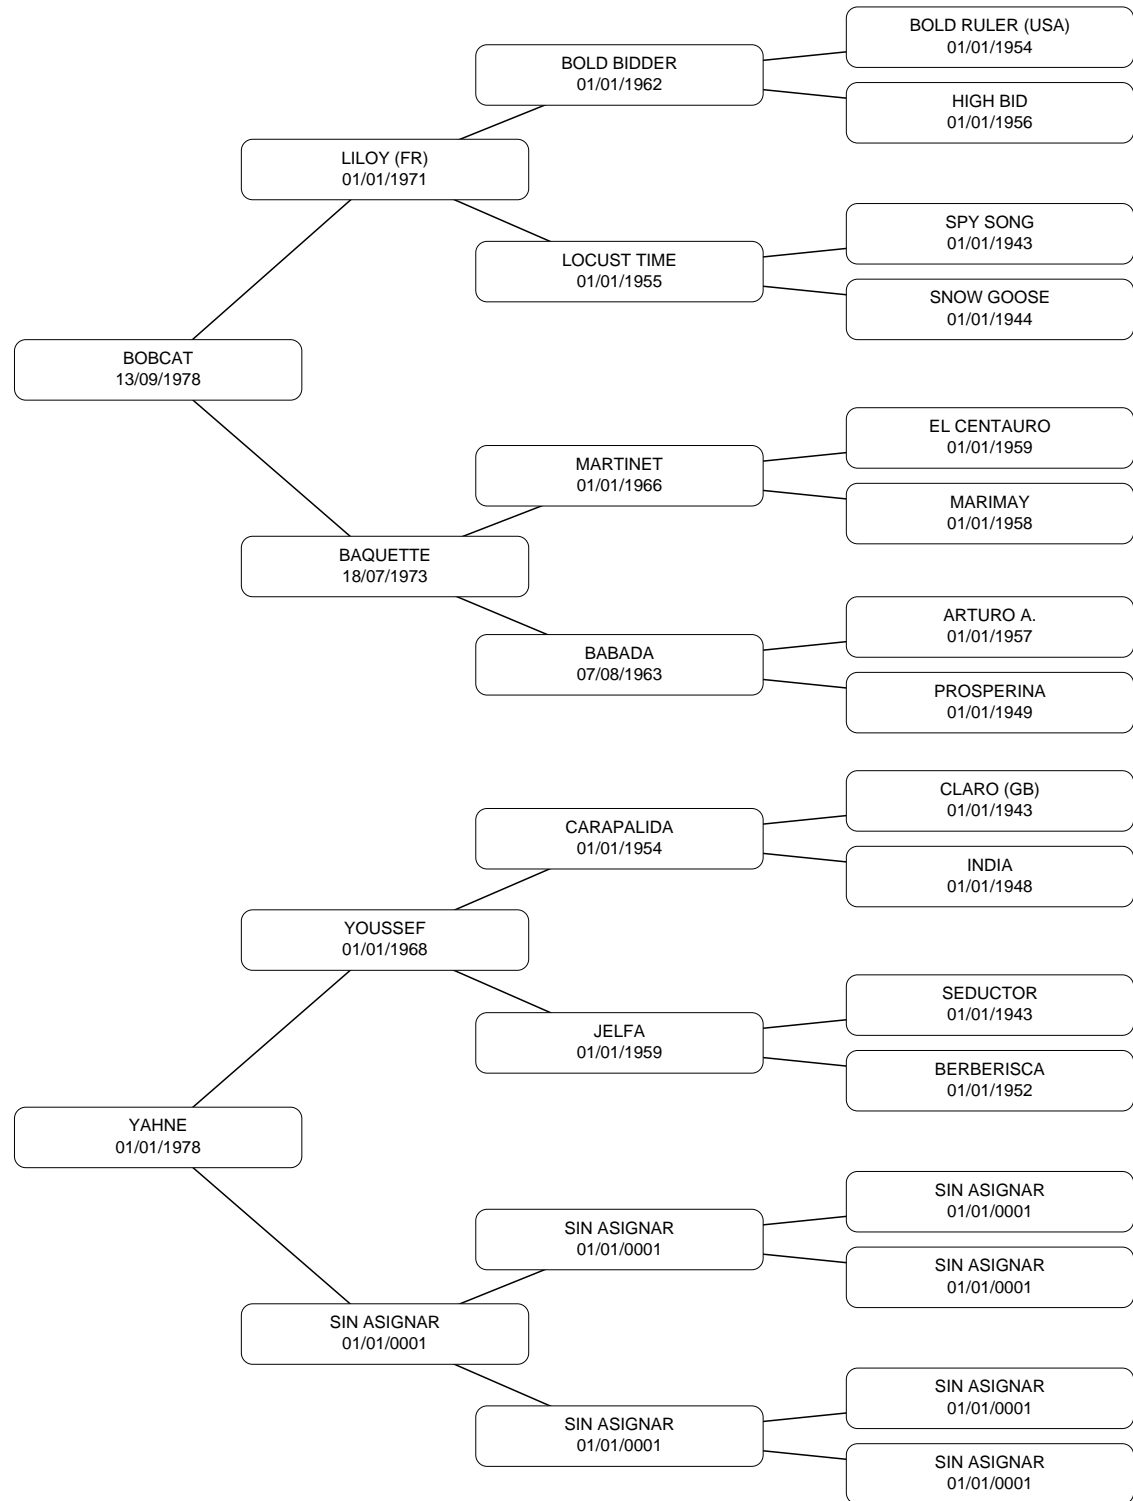 BOLD RULER (USA)
01/01/1954
BOLD BIDDER
01/01/1962
HIGH BID
01/01/1956
LILOY (FR)
01/01/1971
SPY SONG
01/01/1943
LOCUST TIME
01/01/1955
SNOW GOOSE
01/01/1944
BOBCAT
13/09/1978
EL CENTAURO
01/01/1959
MARTINET
01/01/1966
MARIMAY
01/01/1958
BAQUETTE
18/07/1973
ARTURO A.
01/01/1957
BABADA
07/08/1963
PROSPERINA
01/01/1949
CLARO (GB)
01/01/1943
CARAPALIDA
01/01/1954
INDIA
01/01/1948
YOUSSEF
01/01/1968
SEDUCTOR
01/01/1943
JELFA
01/01/1959
BERBERISCA
01/01/1952
YAHNE
01/01/1978
SIN ASIGNAR
01/01/0001
SIN ASIGNAR
01/01/0001
SIN ASIGNAR
01/01/0001
SIN ASIGNAR
01/01/0001
SIN ASIGNAR
01/01/0001
SIN ASIGNAR
01/01/0001
SIN ASIGNAR
01/01/0001